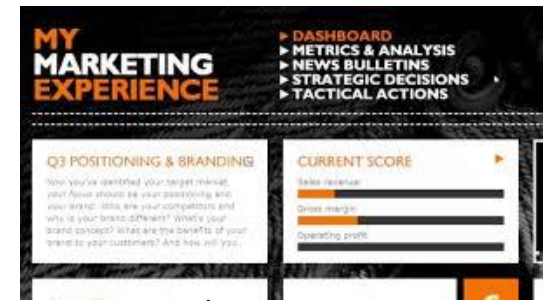 MY
MARKETING
EXPERIENCE
DASHBOARD
METRICS & ANALYSIS
NEWS BULLETINS
STRATEGIC DECISIONS
TACTICAL ACTIONS
Q3 POSITIONING & BRANDING
Now you've identified your target market,
your focus should be your positioning and
your brand. Who are your competitors and
why is your brand different? What's your
brand concept? What are the benefits of your
brand to your customers? And how will you
CURRENT SCORE
Sales revenue
Gross margin
Operating profit